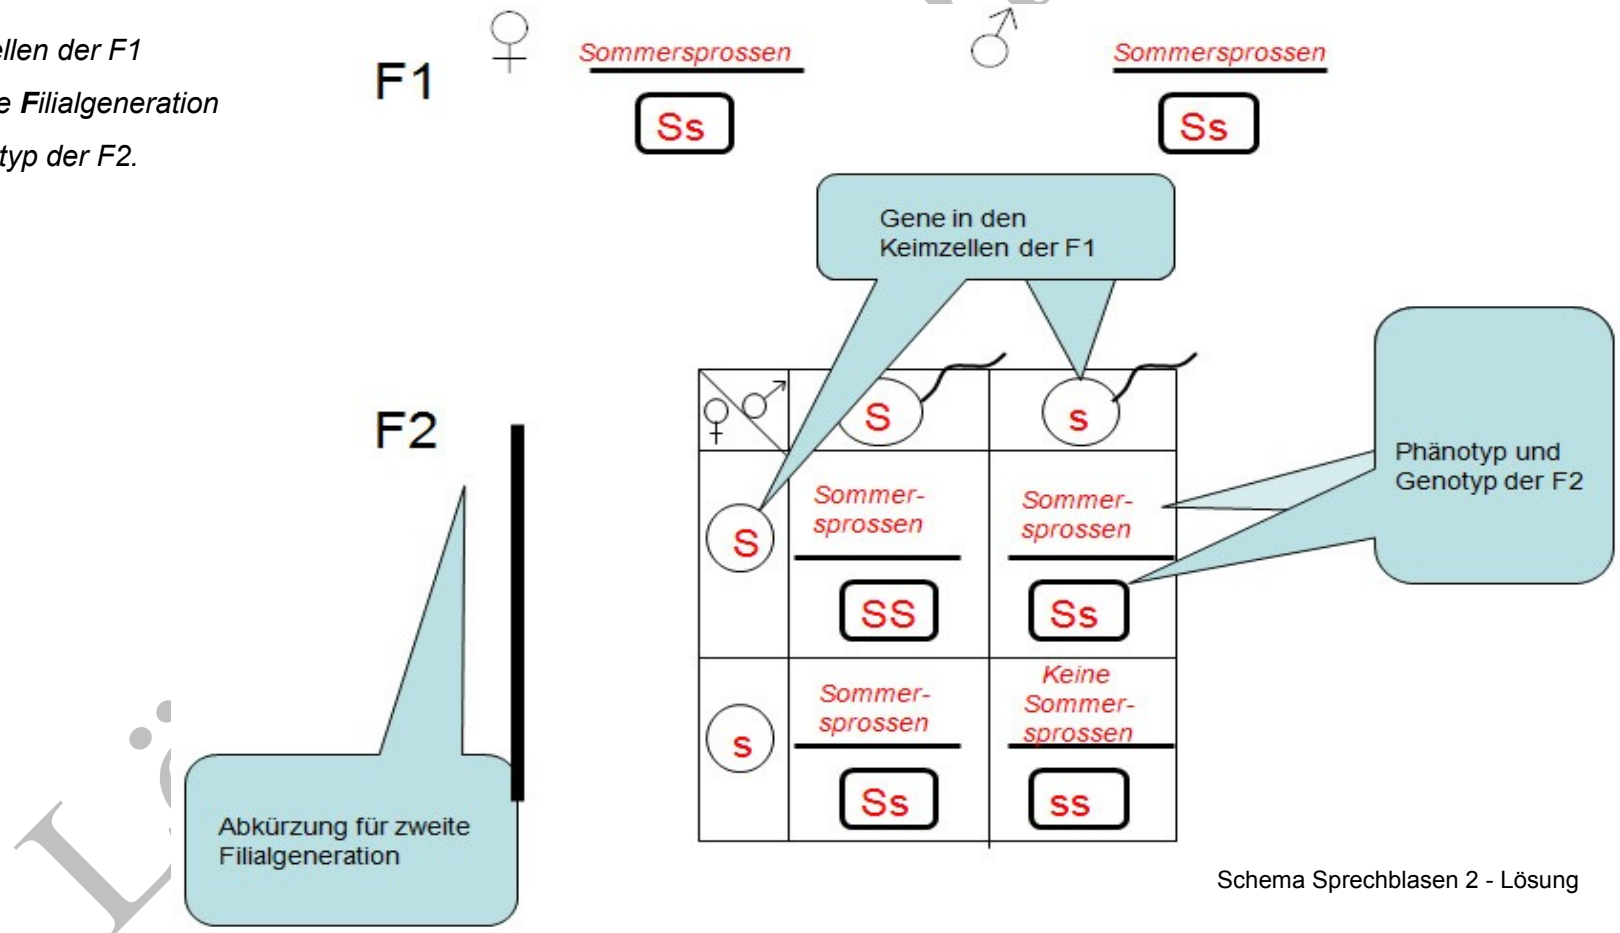 ellen der F1
e Filialgeneration
typ der F2.
F1
Sommersprossen
Ss
Sommersprossen
Ss
Gene in den
Keimzellen der F1
F2
S
s
S
Sommer-
sprossen
SS
Sommer-
sprossen
Ss
Phänotyp und
Genotyp der F2
s
Sommer-
sprossen
Ss
Keine
Sommer-
sprossen
ss
Abkürzung für zweite
Filialgeneration
Schema Sprechblasen 2 - Lösung